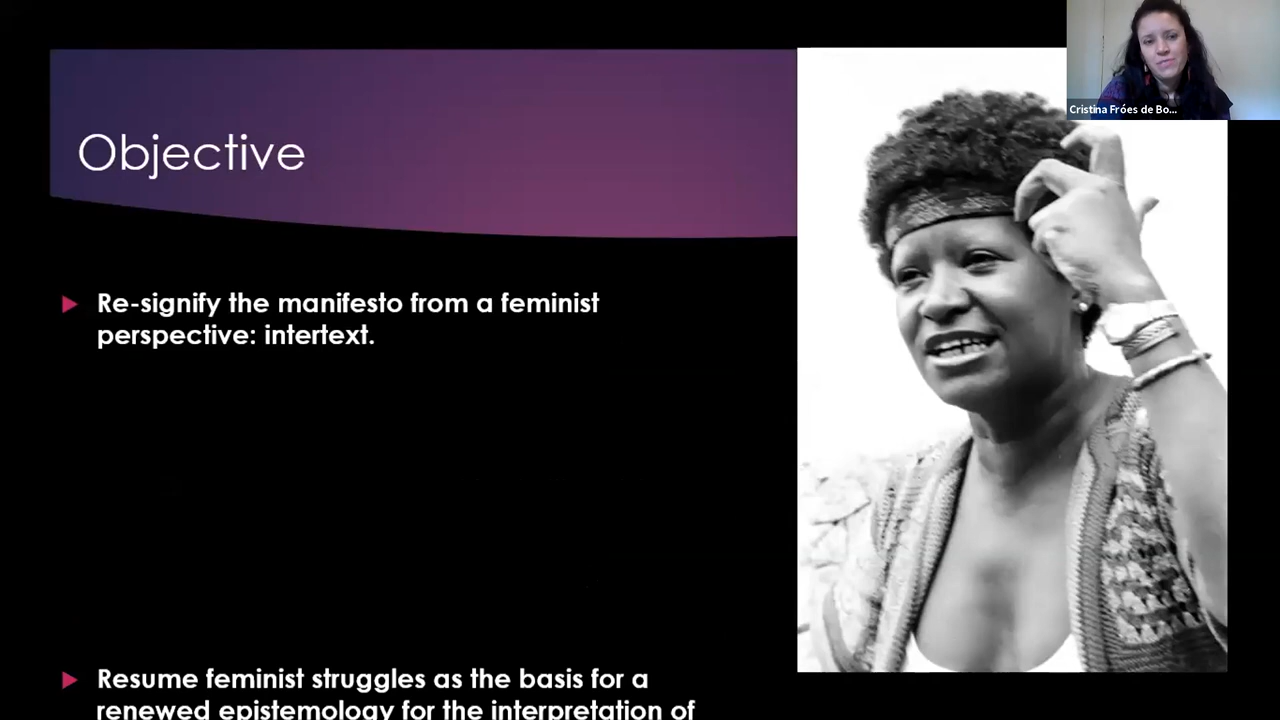 Objective
Cristina Fróes de Bo...
Re-signify the manifesto from a feminist
perspective: intertext.
Resume feminist struggles as the basis for a
renewed epistemology for the interpretation of